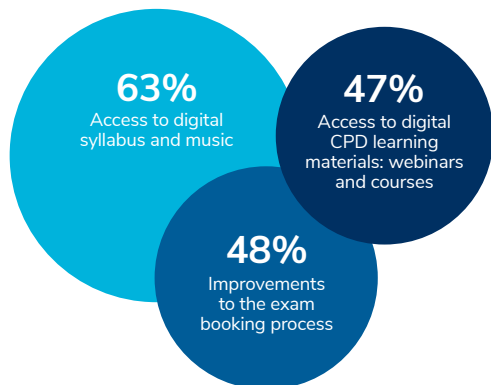 63%
Access to digital
syllabus and music
47%
Access to digital
CPD learning
materials: webinars
and courses
48%
Improvements
to the exam
booking process